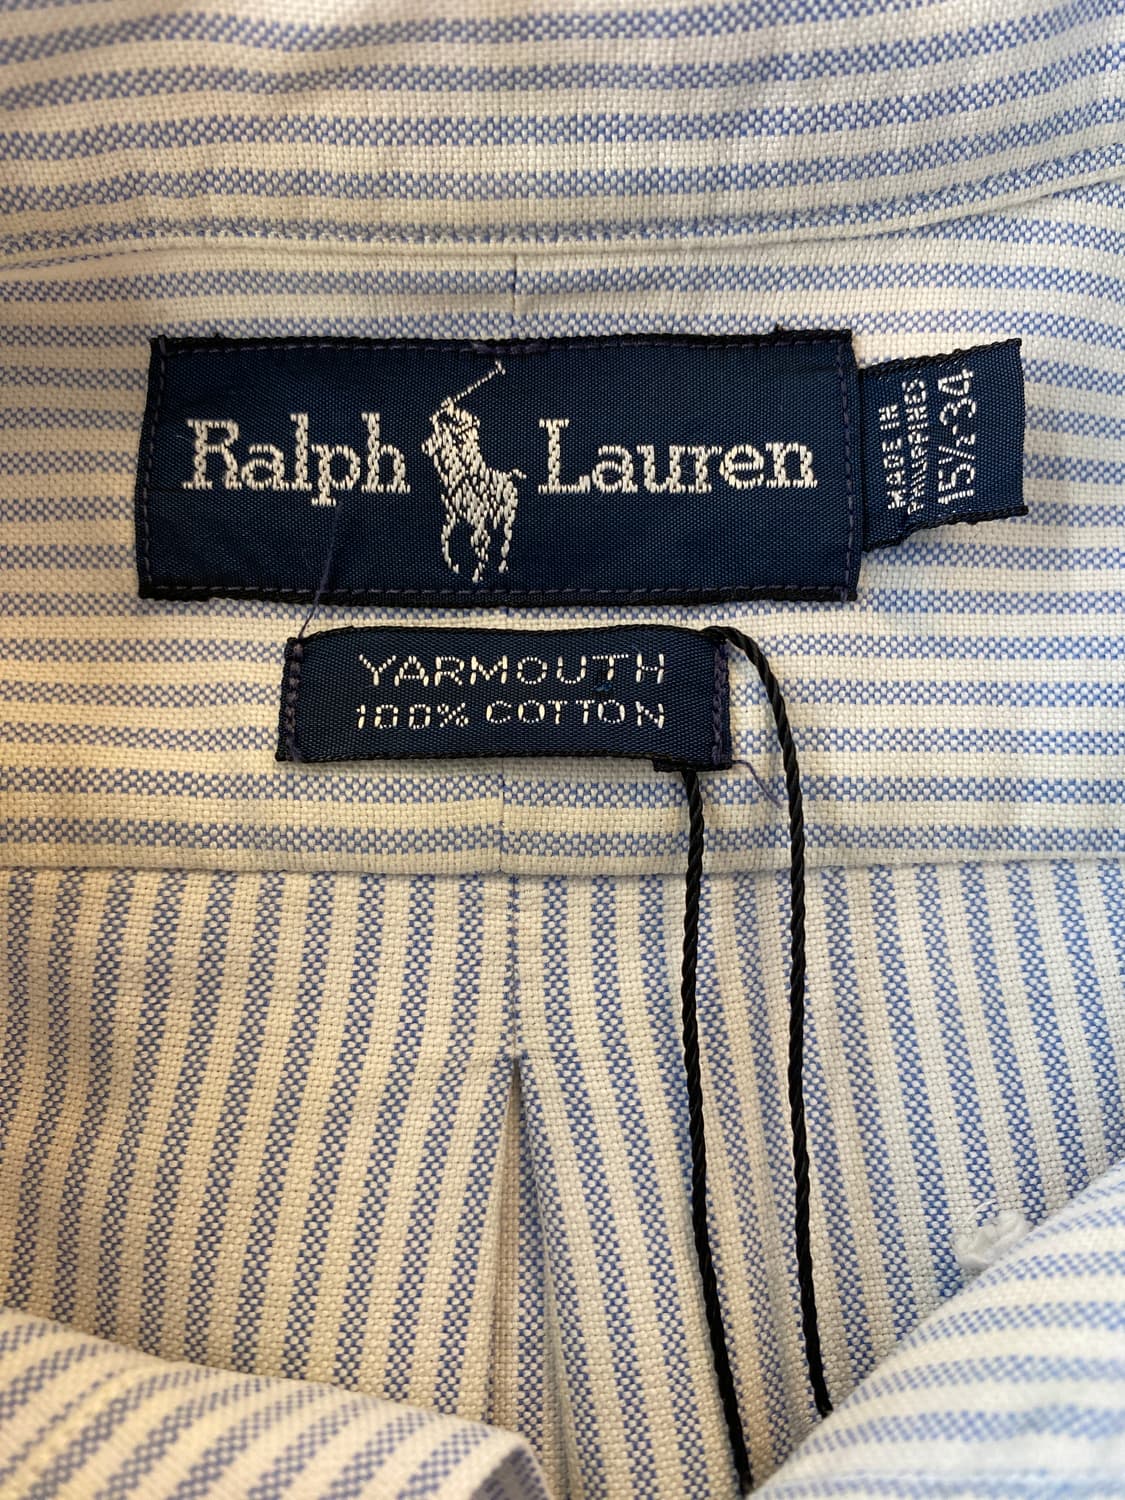 Ralph Lauren
MADE IN
PHILIPPINES
15½-34
YARMOUTH
100% COTTON